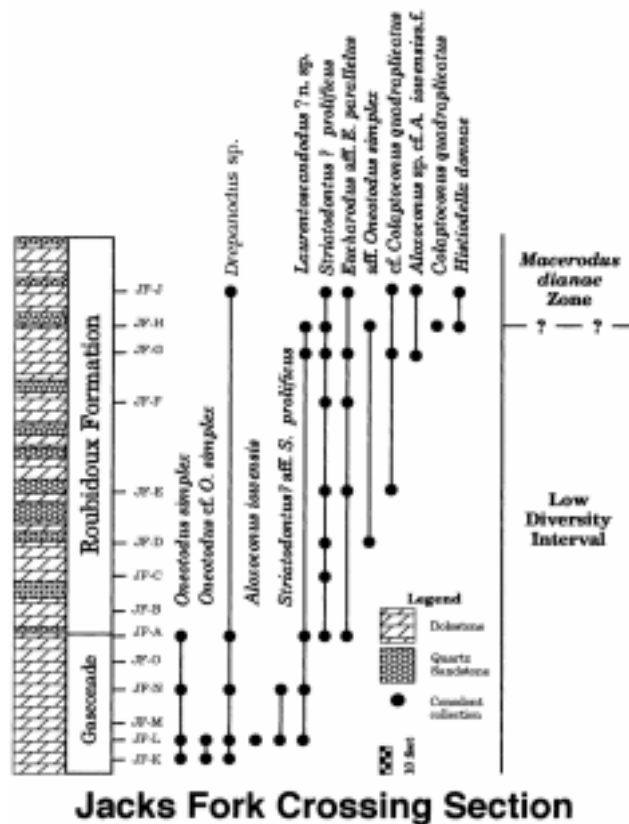 Drepanodus sp.
Laurentoscandodus ? n. sp.
Striatodontus ? prolificus
Eucharodus aff. E. parallelus
aff. Oneotodus simplex
cf. Colaptoconus quadraplicatus
Aloxoconus sp. cf. A. iowensis s.f.
Colaptoconus quadraplicatus
Histiodella donnae
Oneotodus simplex
Oneotodus cf. O. simplex
Aloxoconus iowensis
Striatodontus? aff. S. prolificus
Roubidoux Formation
Gasconade
JF-J
JF-H
JF-G
JF-F
JF-E
JF-D
JF-C
JF-B
JF-A
JF-O
JF-N
JF-M
JF-L
JF-K
Macerodus
dianae
Zone
? ?
Low
Diversity
Interval
Legend
Dolostone
Quartz
Sandstone
Conodont
collection
10 feet
Jacks Fork Crossing Section